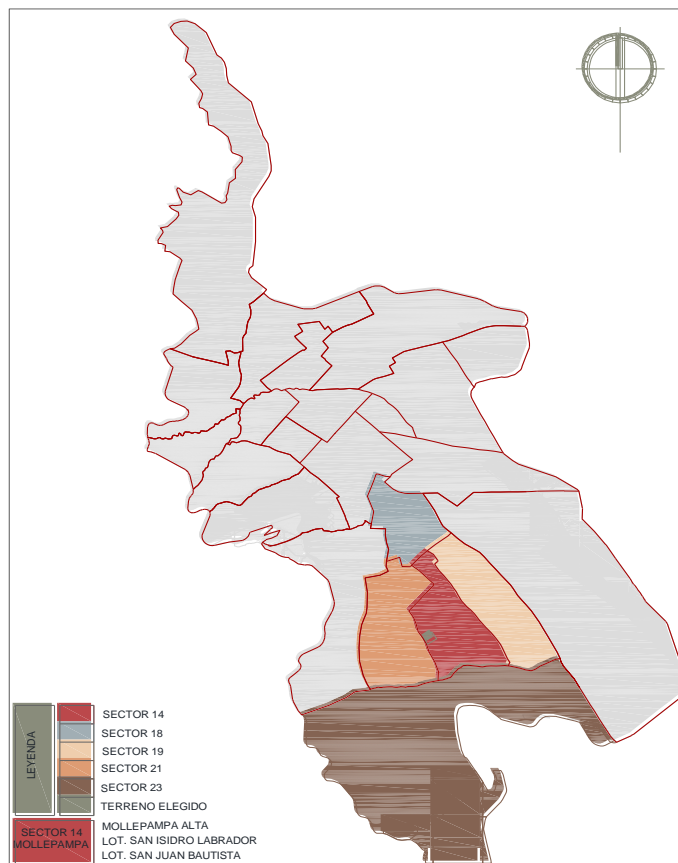 LEYENDA
SECTOR 14
SECTOR 18
SECTOR 19
SECTOR 21
SECTOR 23
TERRENO ELEGIDO
SECTOR 14
MOLLEPAMPA
MOLLEPAMPA ALTA
LOT. SAN ISIDRO LABRADOR
LOT. SAN JUAN BAUTISTA